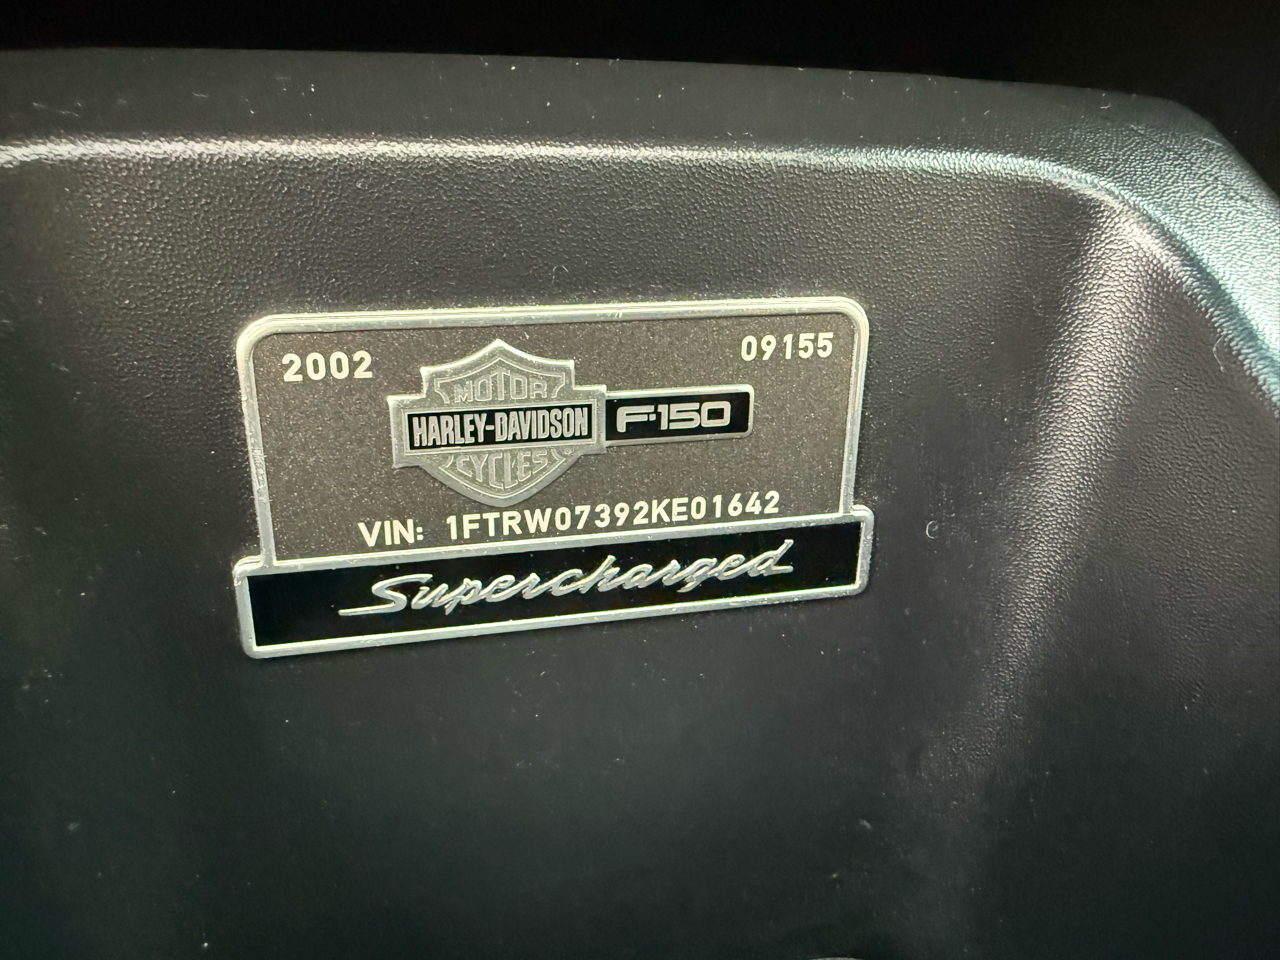 2002
09155
MOTOR
HARLEY-DAVIDSON
CYCLES
F-150
VIN: 1FTRW07392KE01642
Supercharged